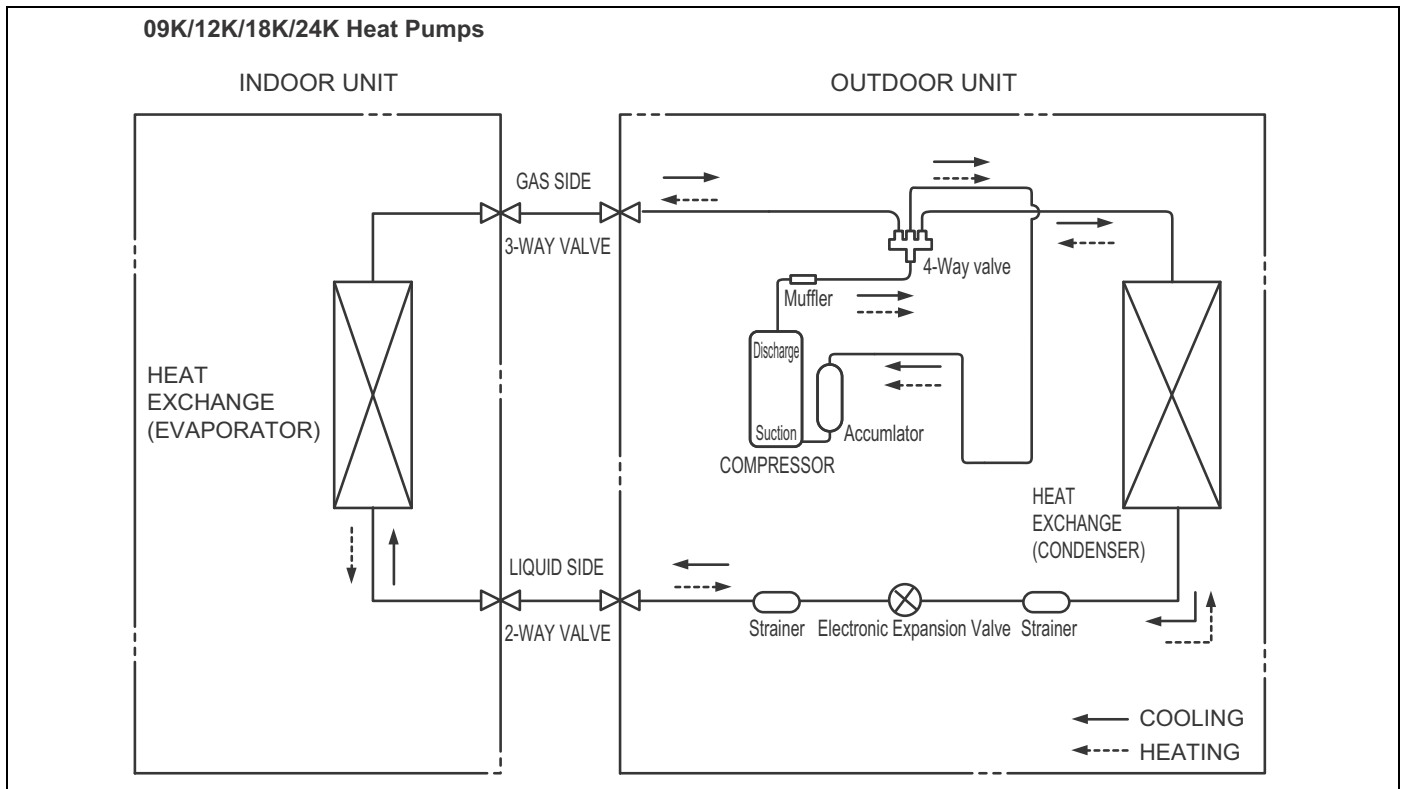 09K/12K/18K/24K Heat Pumps
INDOOR UNIT
OUTDOOR UNIT
GAS SIDE
3-WAY VALVE
4-Way valve
Muffler
Discharge
Suction
Accumlator
COMPRESSOR
HEAT
EXCHANGE
(EVAPORATOR)
HEAT
EXCHANGE
(CONDENSER)
LIQUID SIDE
2-WAY VALVE
Strainer
Electronic Expansion Valve
Strainer
COOLING
HEATING